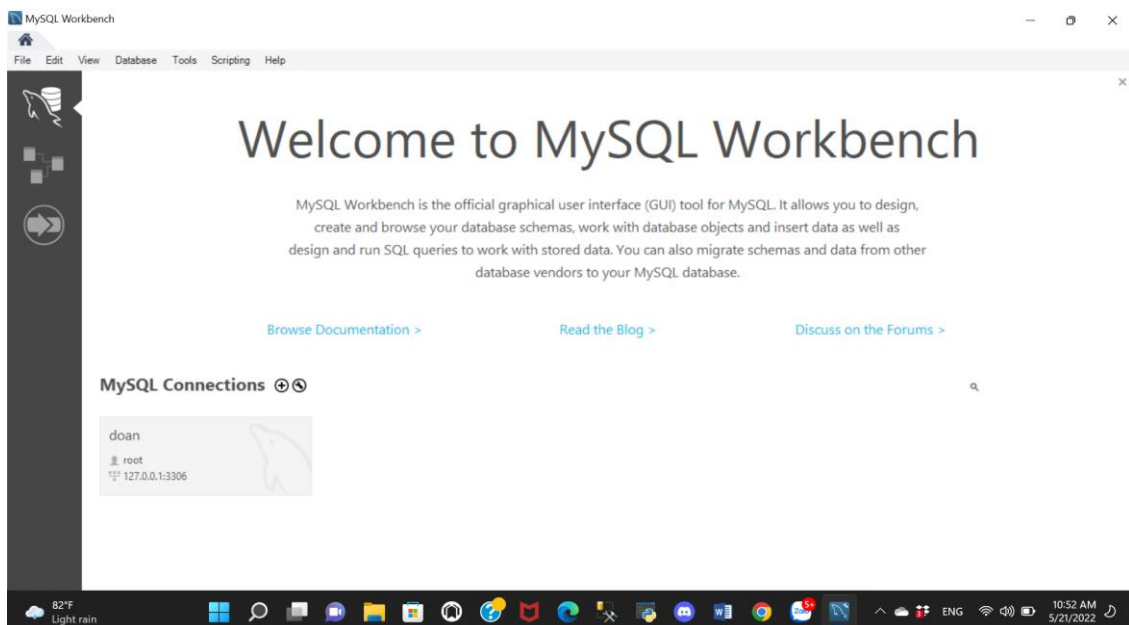 MySQL Workbench
File Edit View Database Tools Scripting Help
Welcome to MySQL Workbench
MySQL Workbench is the official graphical user interface (GUI) tool for MySQL. It allows you to design,
create and browse your database schemas, work with database objects and insert data as well as
design and run SQL queries to work with stored data. You can also migrate schemas and data from other
database vendors to your MySQL database.
Browse Documentation > Read the Blog > Discuss on the Forums >
MySQL Connections
doan
root
127.0.0.1:3306
82°F
Light rain
Zalo
5+
ENG
10:52 AM
5/21/2022